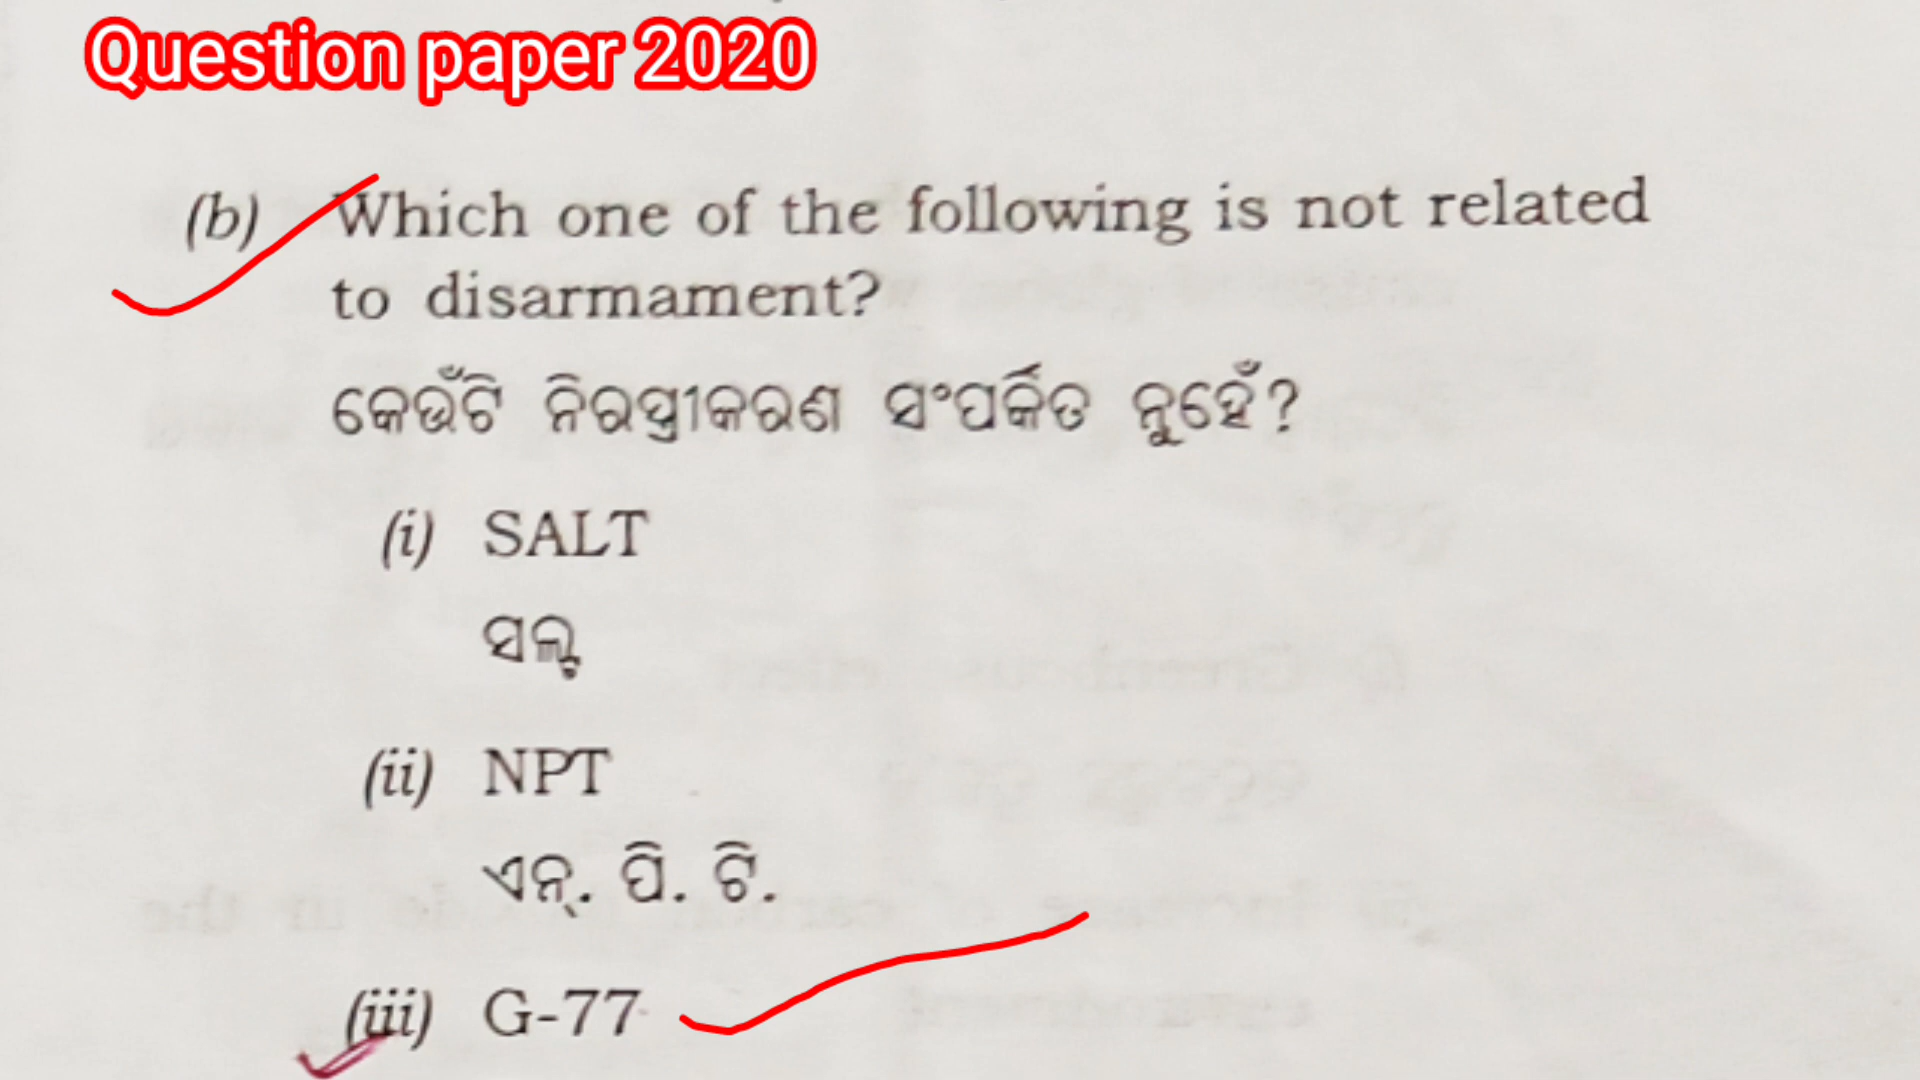 Question paper 2020
(b) Which one of the following is not related
to disarmament?
କେଉଁଟି ନିରସ୍ତ୍ରୀକରଣ ସଂପର୍କିତ ନୁହେଁ?
(i) SALT
ସଲ୍ଟ
(ii) NPT
ଏନ୍. ପି. ଟି.
(iii) G-77